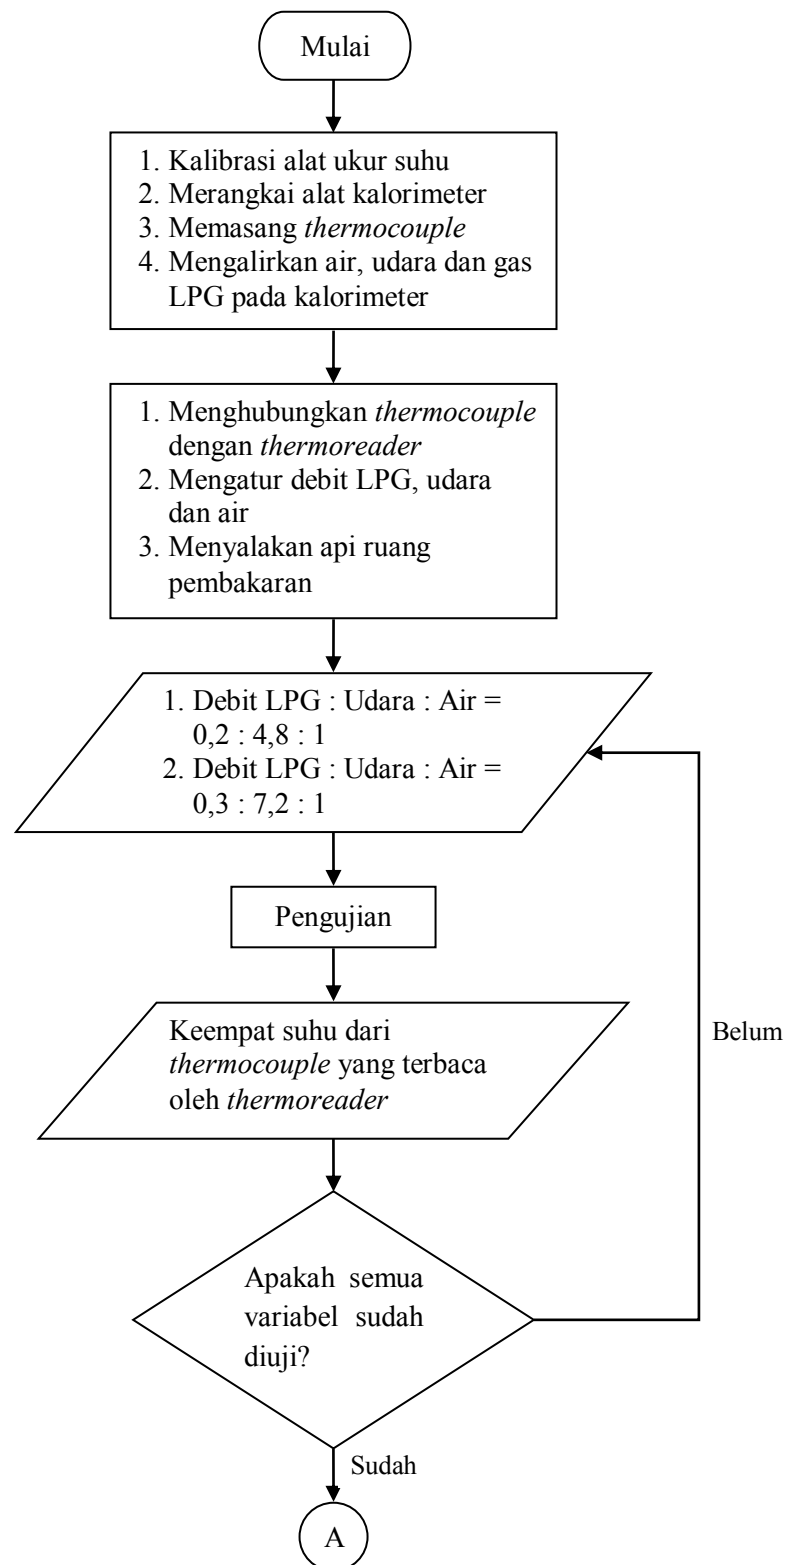 Mulai
1. Kalibrasi alat ukur suhu
2. Merangkai alat kalorimeter
3. Memasang thermocouple
4. Mengalirkan air, udara dan gas
LPG pada kalorimeter
1. Menghubungkan thermocouple
dengan thermoreader
2. Mengatur debit LPG, udara
dan air
3. Menyalakan api ruang
pembakaran
1. Debit LPG : Udara : Air =
0,2 : 4,8 : 1
2. Debit LPG : Udara : Air =
0,3 : 7,2 : 1
Pengujian
Keempat suhu dari
thermocouple yang terbaca
oleh thermoreader
Belum
Apakah semua
variabel sudah
diuji?
Sudah
A